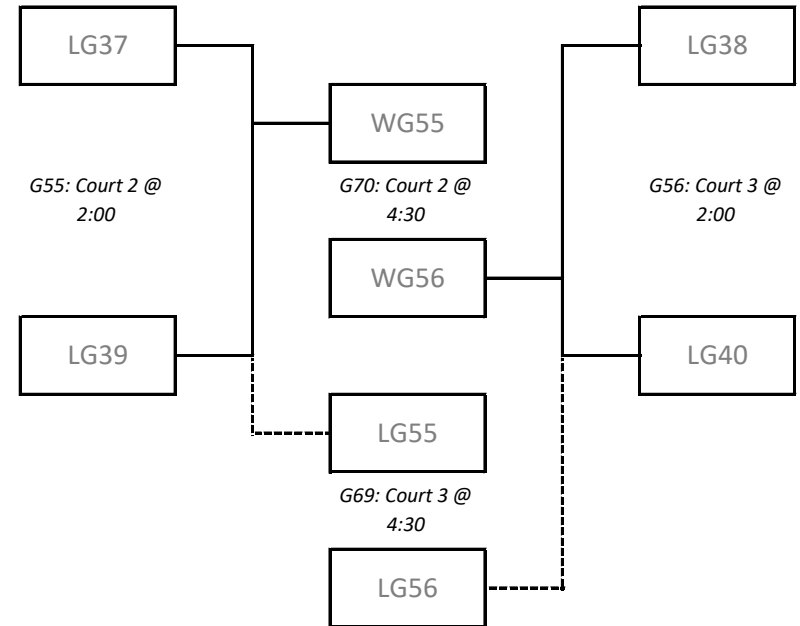 LG37
LG38
WG55
G55: Court 2 @
2:00
G70: Court 2 @
4:30
G56: Court 3 @
2:00
WG56
LG39
LG40
LG55
G69: Court 3 @
4:30
LG56